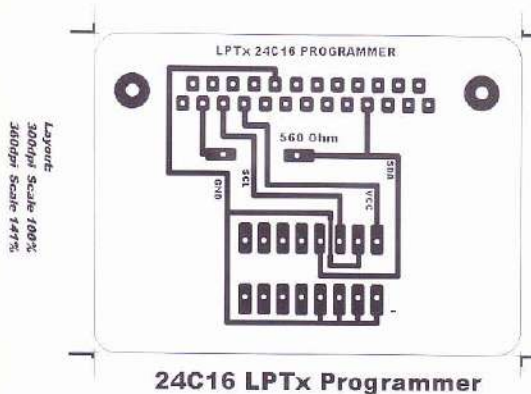 LPTx 24C16 PROGRAMMER
560 Ohm
SDA
SCL
GND
VCC
Layout:
300dpi Scale 100%
360dpi Scale 141%
24C16 LPTx Programmer